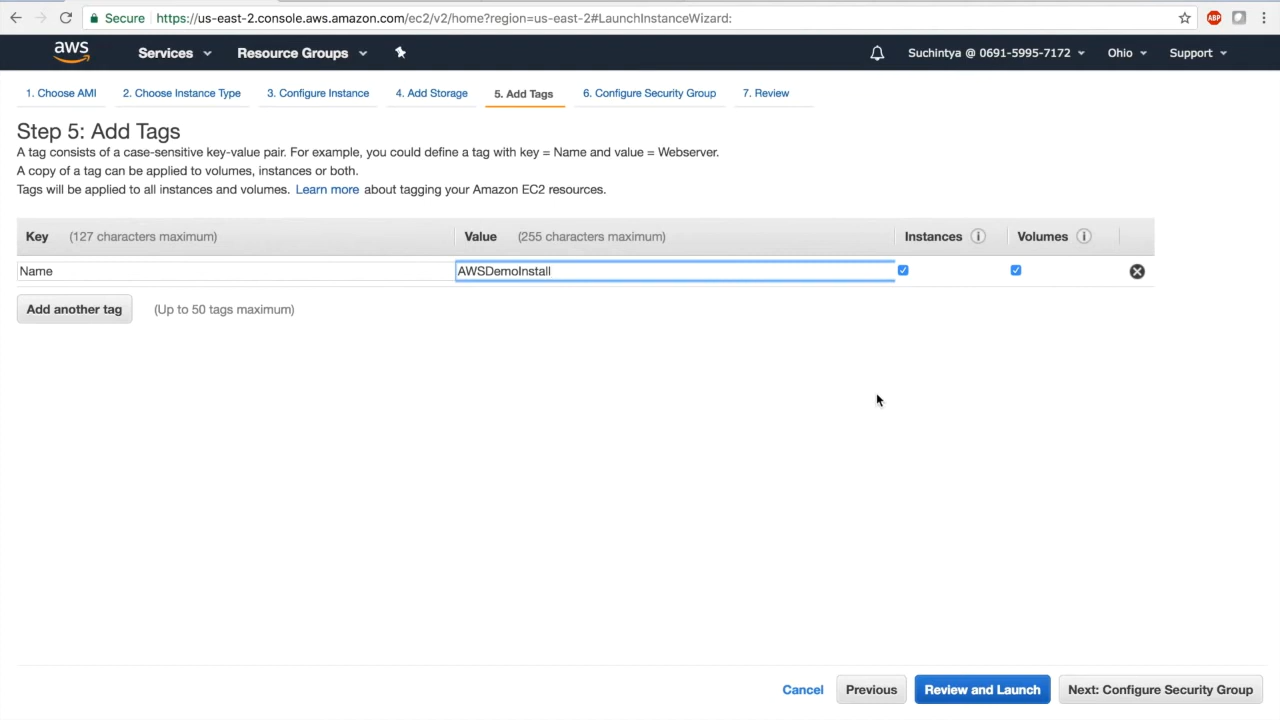 Secure https://us-east-2.console.aws.amazon.com/ec2/v2/home?region=us-east-2#LaunchInstanceWizard: ABP
aws Services Resource Groups Suchintya @ 0691-5995-7172 Ohio Support
1. Choose AMI 2. Choose Instance Type 3. Configure Instance 4. Add Storage 5. Add Tags 6. Configure Security Group 7. Review
Step 5: Add Tags
A tag consists of a case-sensitive key-value pair. For example, you could define a tag with key = Name and value = Webserver.
A copy of a tag can be applied to volumes, instances or both.
Tags will be applied to all instances and volumes. Learn more about tagging your Amazon EC2 resources.
Key (127 characters maximum) Value (255 characters maximum) Instances i Volumes i
Name AWSDemoInstall
Add another tag (Up to 50 tags maximum)
Cancel Previous Review and Launch Next: Configure Security Group